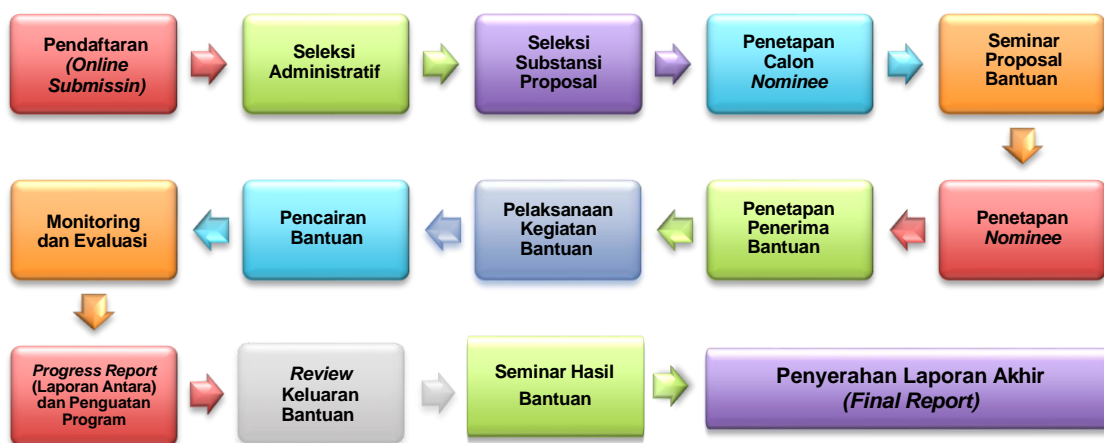 Pendaftaran
(Online
Submissin)
Seleksi
Administratif
Seleksi
Substansi
Proposal
Penetapan
Calon
Nominee
Seminar
Proposal
Bantuan
Penetapan
Nominee
Penetapan
Penerima
Bantuan
Pelaksanaan
Kegiatan
Bantuan
Pencairan
Bantuan
Monitoring
dan Evaluasi
Progress Report
(Laporan Antara)
dan Penguatan
Program
Review
Keluaran
Bantuan
Seminar Hasil
Bantuan
Penyerahan Laporan Akhir
(Final Report)